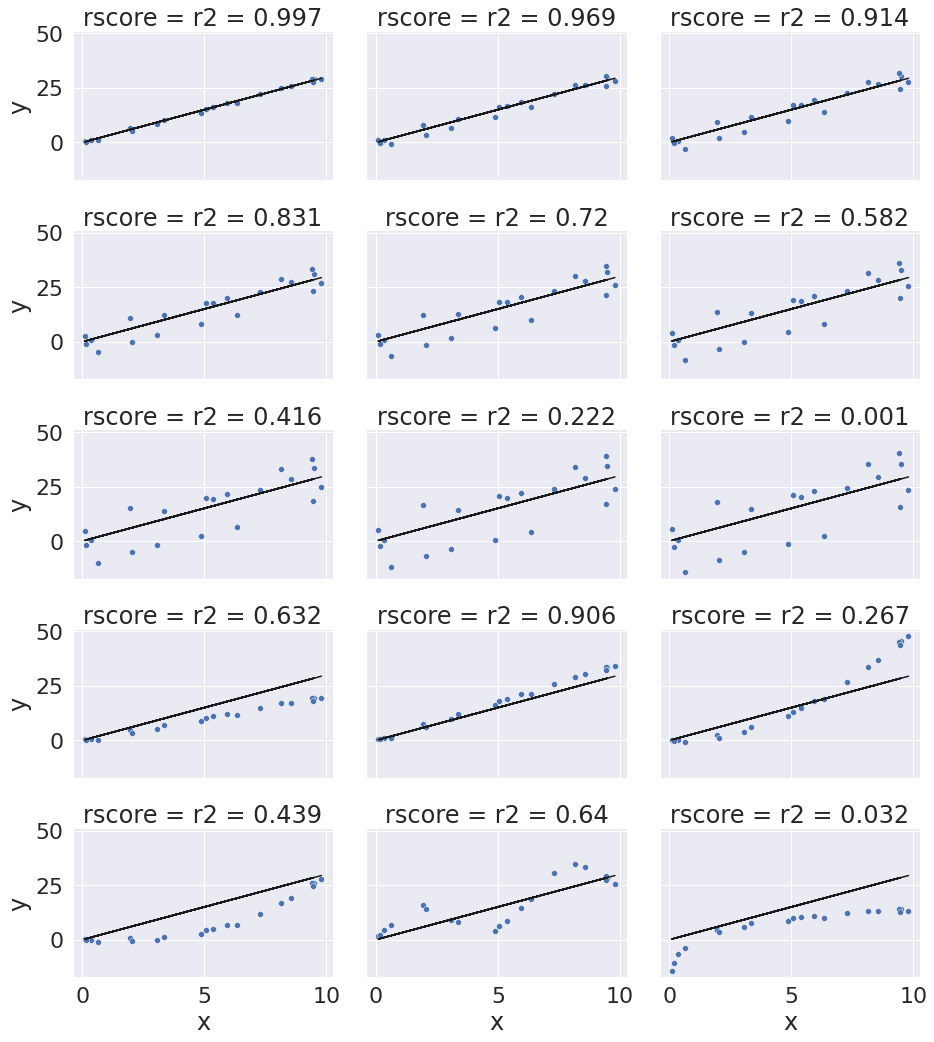 rscore = r2 = 0.997 rscore = r2 = 0.969 rscore = r2 = 0.914
50
25
0
y
rscore = r2 = 0.831 rscore = r2 = 0.72 rscore = r2 = 0.582
50
25
0
y
rscore = r2 = 0.416 rscore = r2 = 0.222 rscore = r2 = 0.001
50
25
0
y
rscore = r2 = 0.632 rscore = r2 = 0.906 rscore = r2 = 0.267
50
25
0
y
rscore = r2 = 0.439 rscore = r2 = 0.64 rscore = r2 = 0.032
50
25
0
y
0 5 10 0 5 10 0 5 10
x x x